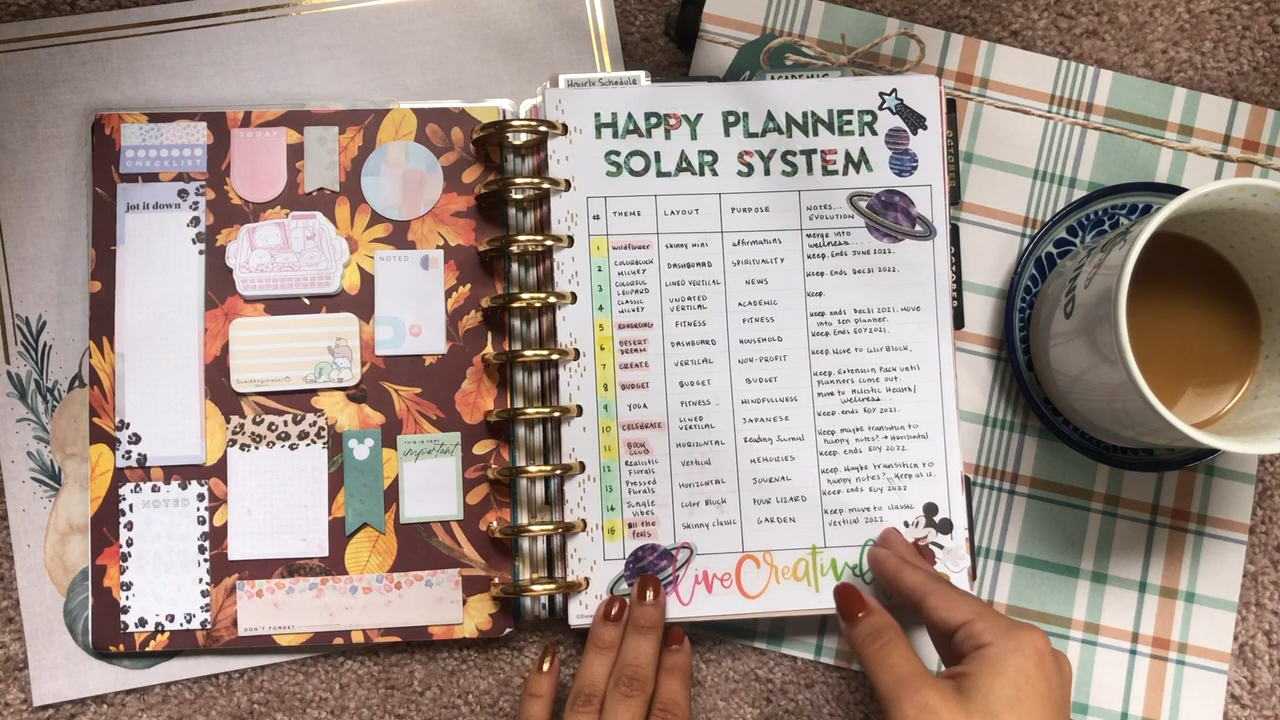 CHECKLIST
TODAY
jot it down
NOTED
Sumikkogurashi
THIS IS VERY
important
NOTED
DON'T FORGET
Hourly Schedule
ACADEMIC
HAPPY PLANNER
SOLAR SYSTEM
# THEME LAYOUT PURPOSE NOTES...
EVOLUTION
1 wildflower skinny mini affirmations Merge into
wellness....
2 COLORBLOCK DASHBOARD SPIRITUALITY Keep. Ends JUNE 2022.
MICKEY
3 COLORFUL LINED VERTICAL NEWS Keep. Ends Dec31 2022.
LEOPARD
4 CLASSIC UNDATED ACADEMIC Keep.
MICKEY VERTICAL
5 FITNESS FITNESS Keep. ends Dec31 2021. Move
into Zen planner.
6 DESERT DASHBOARD HOUSEHOLD Keep. Ends EOY2021.
DREAM
7 CREATE VERTICAL NON-PROFIT Keep. Move to Color Block.
8 BUDGET BUDGET BUDGET Keep. Extension Pack until
planners come out.
9 YOGA FITNESS MINDFULNESS move to Holistic Health/
Wellness
10 CELEBRATE LINED JAPANESE Keep. ends EOY 2021.
VERTICAL
11 BOOK HORIZONTAL Reading Journal Keep maybe transition to
CLUB happy notes? → Horizontal
12 Realistic vertical MEMORIES Keep. ends EOY 2022.
Florals
13 Pressed HORIZONTAL JOURNAL Keep. Maybe transition to
Florals happy notes? Keep as is.
14 Jungle Color Block FOUR LIZARD Keep ends EOY 2022
Vibes
15 All the Skinny classic GARDEN Keep. move to classic
feels vertical 2022.
live Creatively
OCTOBER
OCTOBER